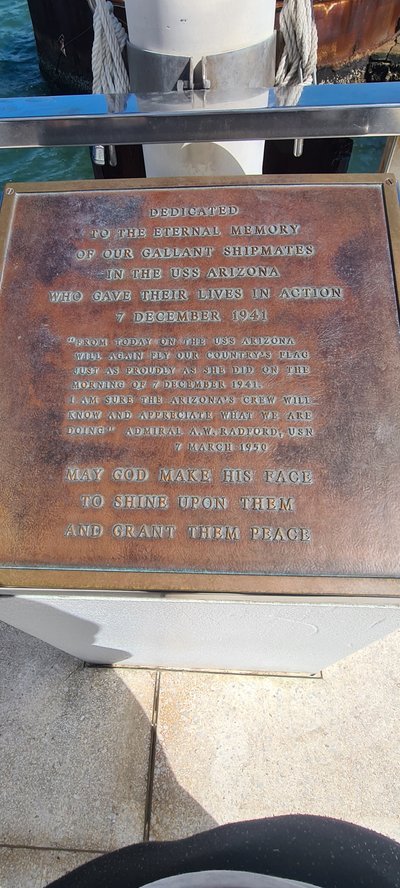 DEDICATED
TO THE ETERNAL MEMORY
OF OUR GALLANT SHIPMATES
IN THE USS ARIZONA
WHO GAVE THEIR LIVES IN ACTION
7 DECEMBER 1941
"FROM TODAY ON THE USS ARIZONA
WILL AGAIN FLY OUR COUNTRY'S FLAG
JUST AS PROUDLY AS SHE DID ON THE
MORNING OF 7 DECEMBER 1941.
I AM SURE THE ARIZONA'S CREW WILL
KNOW AND APPRECIATE WHAT WE ARE
DOING" ADMIRAL A.W. RADFORD, USN
7 MARCH 1950
MAY GOD MAKE HIS FACE
TO SHINE UPON THEM
AND GRANT THEM PEACE